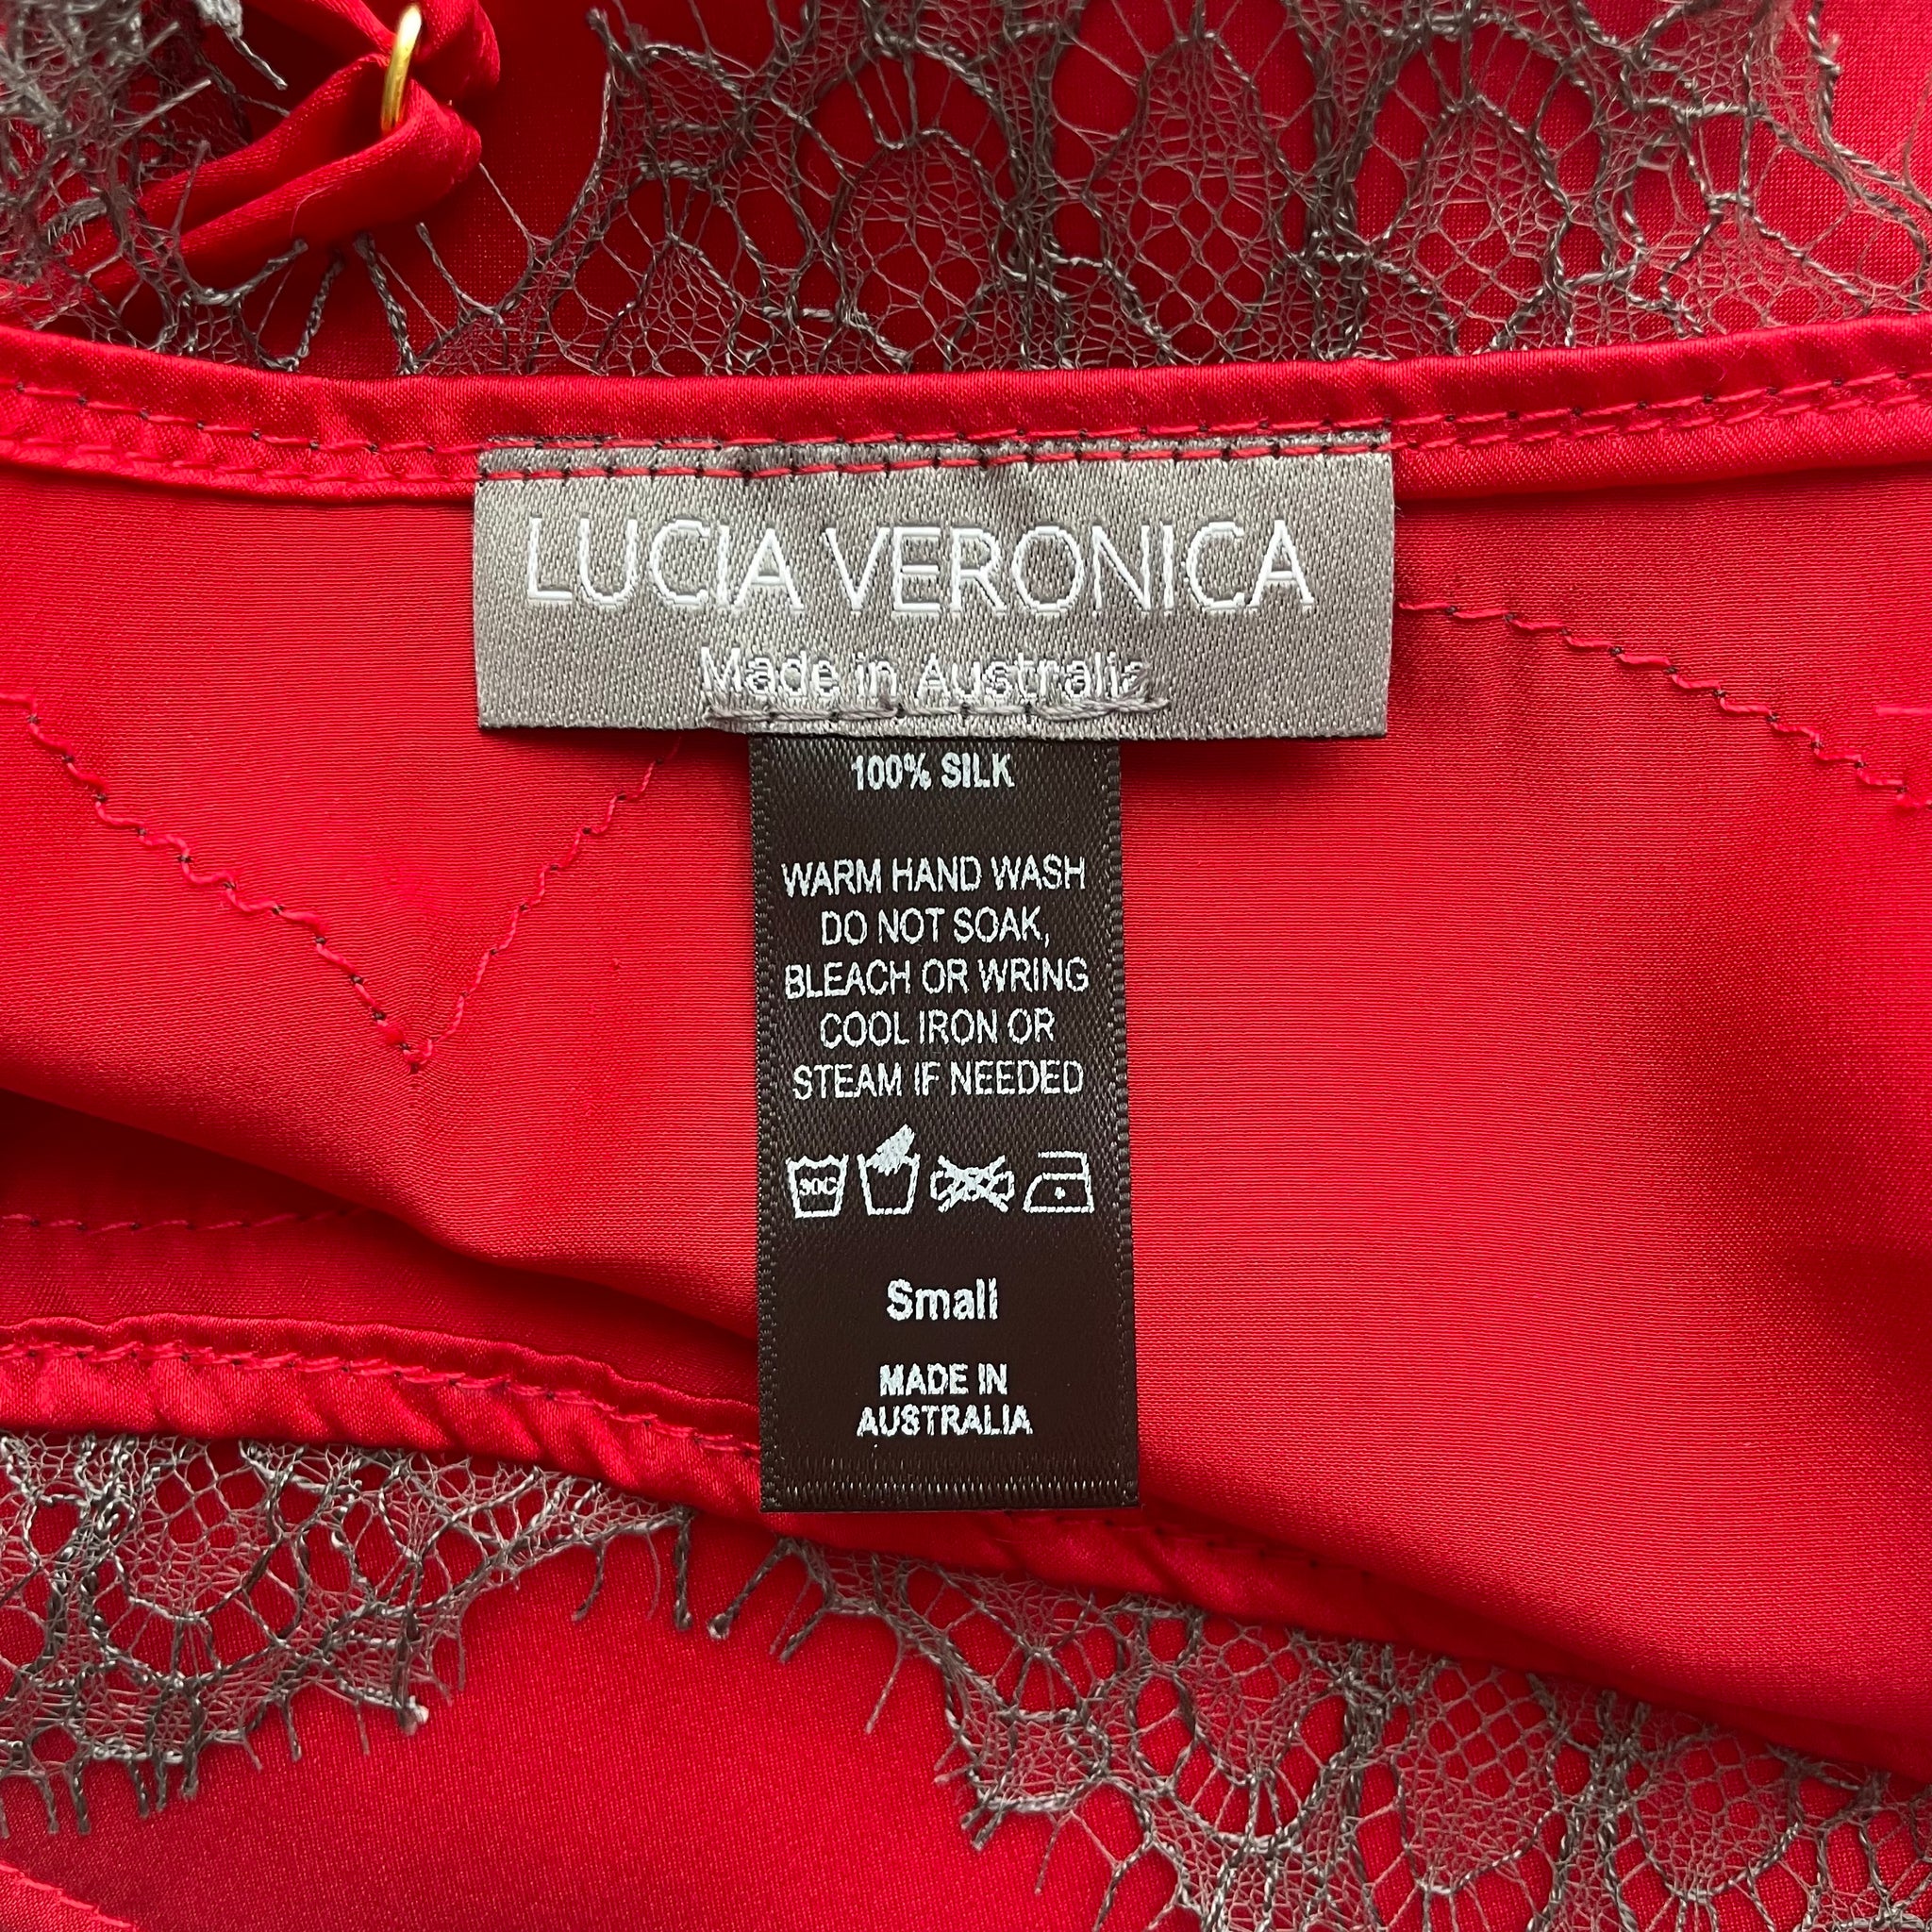 LUCIA VERONICA
Made in Australia
100% SILK
WARM HAND WASH
DO NOT SOAK,
BLEACH OR WRING
COOL IRON OR
STEAM IF NEEDED
30C
Small
MADE IN
AUSTRALIA